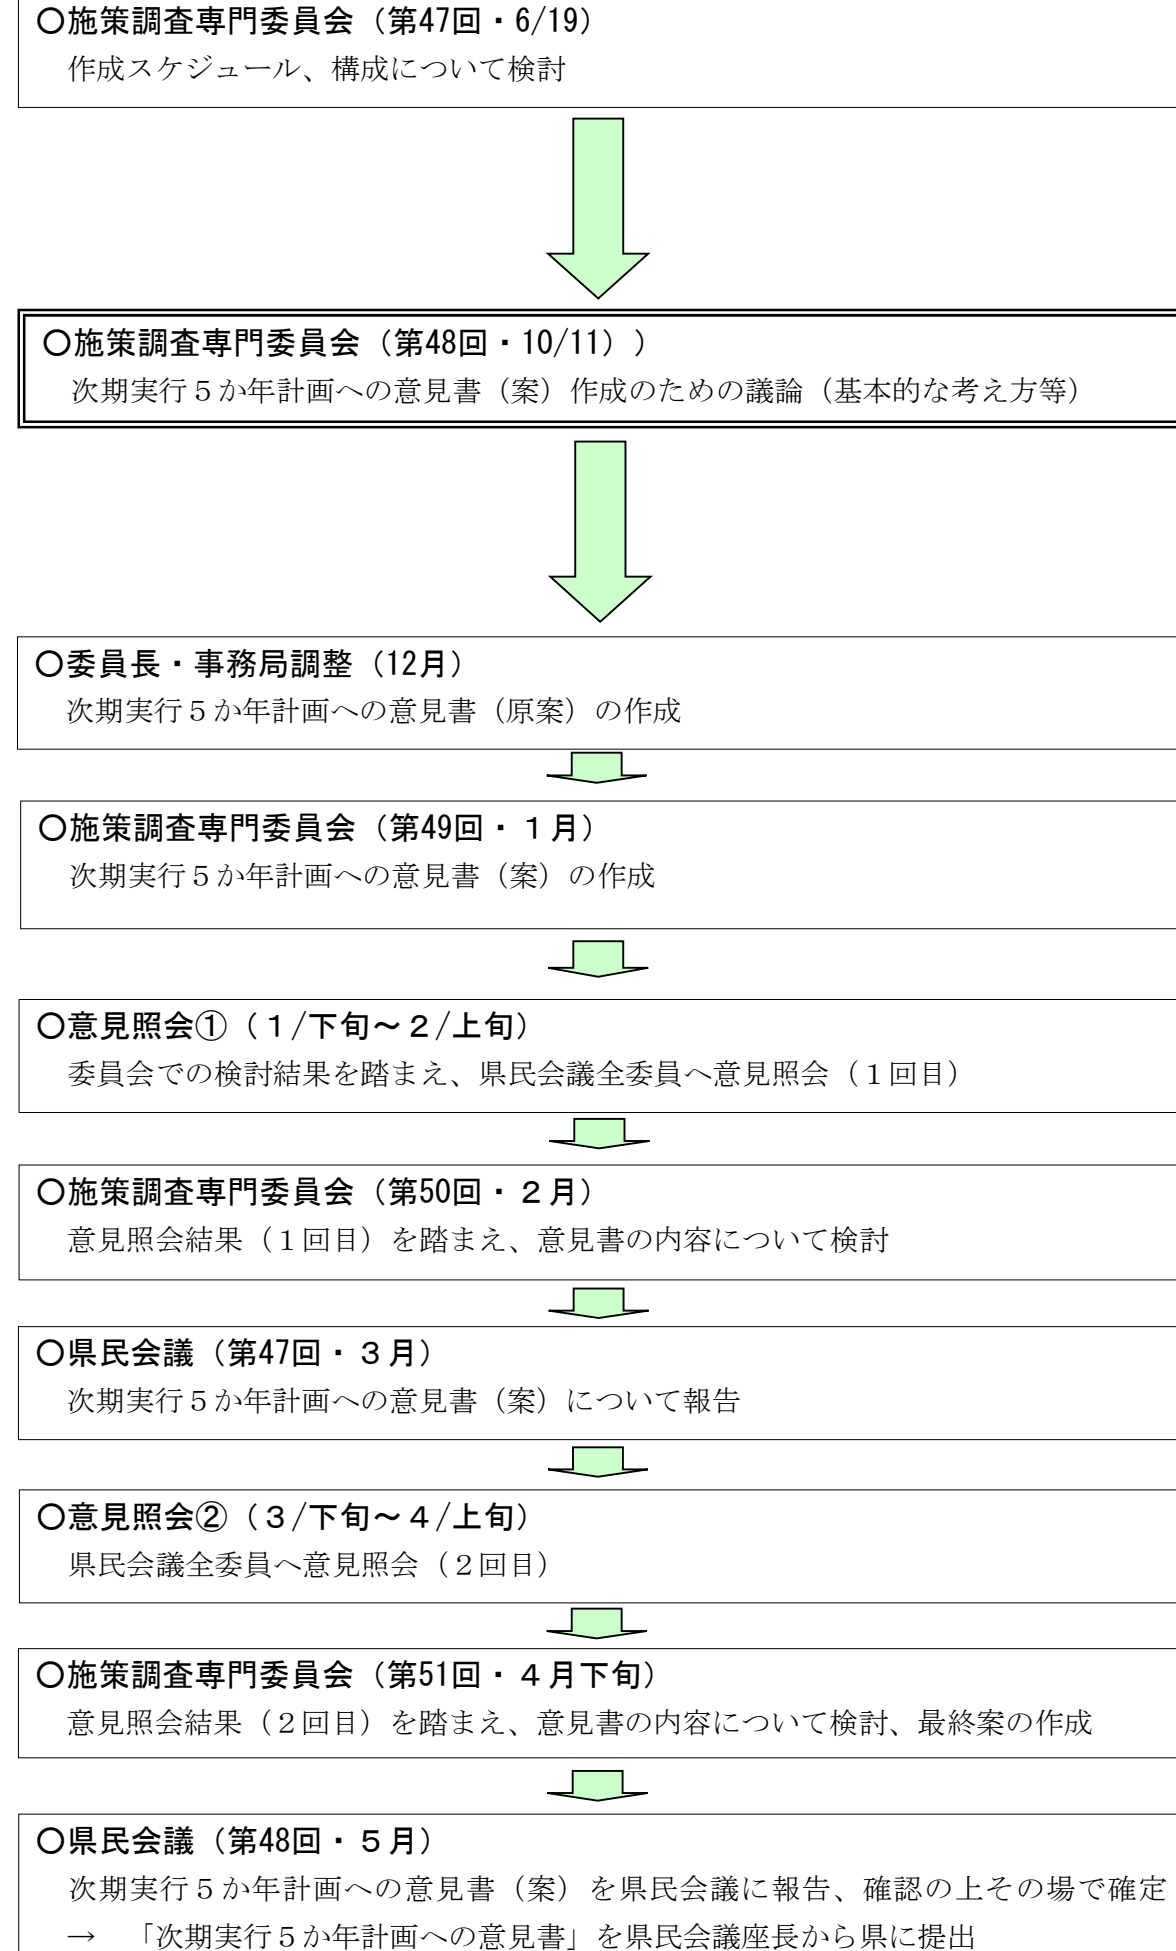 〇施策調査専門委員会（第47回・6/19）
作成スケジュール、構成について検討
〇施策調査専門委員会（第48回・10/11））
次期実行５か年計画への意見書（案）作成のための議論（基本的な考え方等）
〇委員長・事務局調整（12月）
次期実行５か年計画への意見書（原案）の作成
〇施策調査専門委員会（第49回・１月）
次期実行５か年計画への意見書（案）の作成
〇意見照会①（１/下旬～２/上旬）
委員会での検討結果を踏まえ、県民会議全委員へ意見照会（１回目）
〇施策調査専門委員会（第50回・２月）
意見照会結果（１回目）を踏まえ、意見書の内容について検討
〇県民会議（第47回・３月）
次期実行５か年計画への意見書（案）について報告
〇意見照会②（３/下旬～４/上旬）
県民会議全委員へ意見照会（２回目）
〇施策調査専門委員会（第51回・４月下旬）
意見照会結果（２回目）を踏まえ、意見書の内容について検討、最終案の作成
〇県民会議（第48回・５月）
次期実行５か年計画への意見書（案）を県民会議に報告、確認の上その場で確定
→　「次期実行５か年計画への意見書」を県民会議座長から県に提出